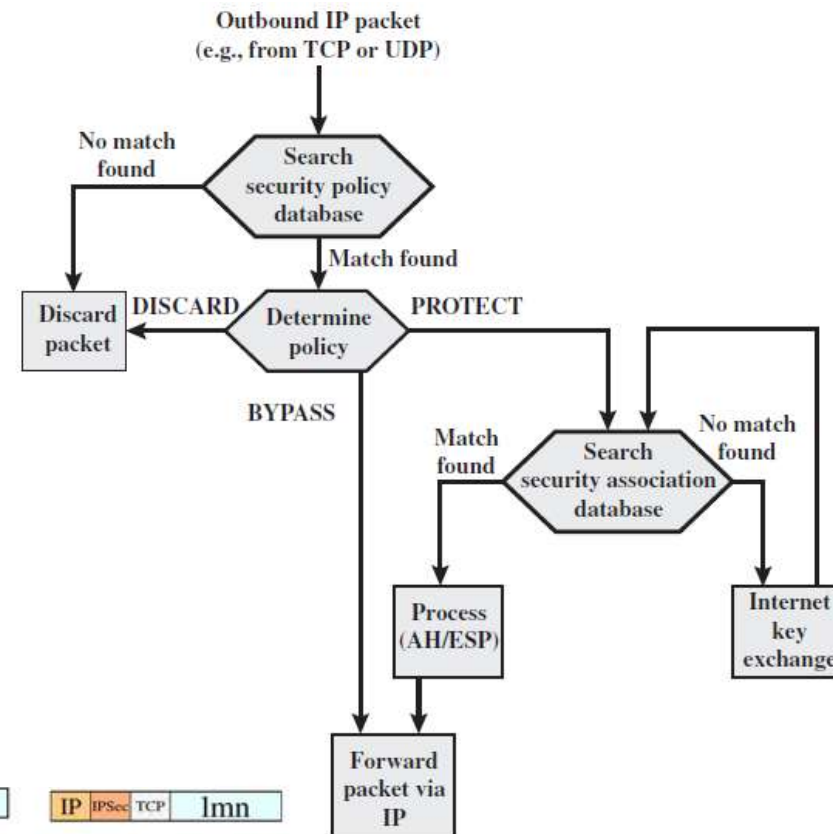 Outbound IP packet
(e.g., from TCP or UDP)
No match
found
Search
security policy
database
Match found
Discard
packet
DISCARD
Determine
policy
PROTECT
BYPASS
Match
found
Search
security association
database
No match
found
Process
(AH/ESP)
Internet
key
exchange
Forward
packet via
IP
IP IPSec TCP lmn